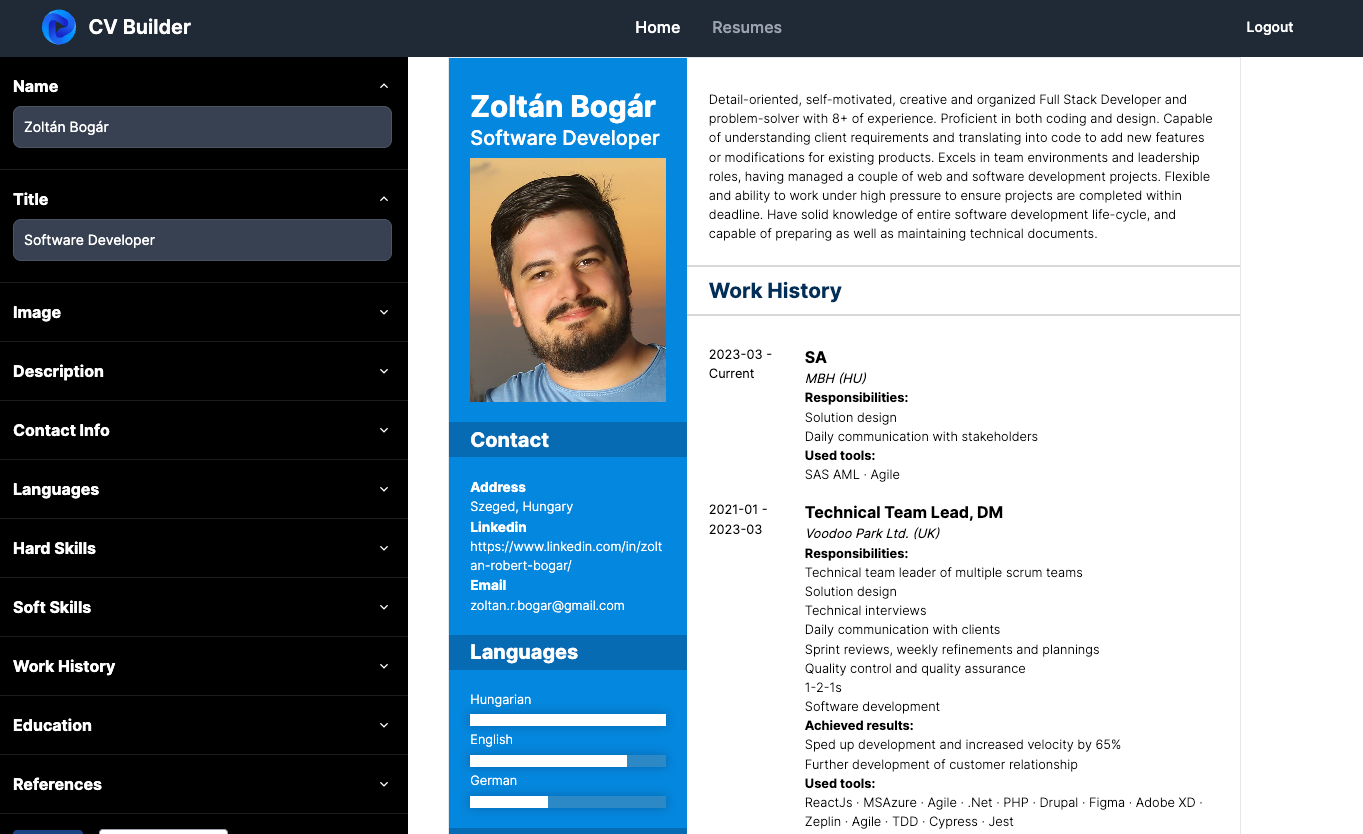 CV Builder
Home
Resumes
Logout
Name
Zoltán Bogár
Title
Software Developer
Image
Description
Contact Info
Languages
Hard Skills
Soft Skills
Work History
Education
References
Zoltán Bogár
Software Developer
Contact
Address
Szeged, Hungary
Linkedin
https://www.linkedin.com/in/zolt
an-robert-bogar/
Email
zoltan.r.bogar@gmail.com
Languages
Hungarian
English
German
Detail-oriented, self-motivated, creative and organized Full Stack Developer and
problem-solver with 8+ of experience. Proficient in both coding and design. Capable
of understanding client requirements and translating into code to add new features
or modifications for existing products. Excels in team environments and leadership
roles, having managed a couple of web and software development projects. Flexible
and ability to work under high pressure to ensure projects are completed within
deadline. Have solid knowledge of entire software development life-cycle, and
capable of preparing as well as maintaining technical documents.
Work History
2023-03 -
Current
SA
MBH (HU)
Responsibilities:
Solution design
Daily communication with stakeholders
Used tools:
SAS AML · Agile
2021-01 -
2023-03
Technical Team Lead, DM
Voodoo Park Ltd. (UK)
Responsibilities:
Technical team leader of multiple scrum teams
Solution design
Technical interviews
Daily communication with clients
Sprint reviews, weekly refinements and plannings
Quality control and quality assurance
1-2-1s
Software development
Achieved results:
Sped up development and increased velocity by 65%
Further development of customer relationship
Used tools:
ReactJs · MSAzure · Agile · .Net · PHP · Drupal · Figma · Adobe XD ·
Zeplin · Agile · TDD · Cypress · Jest